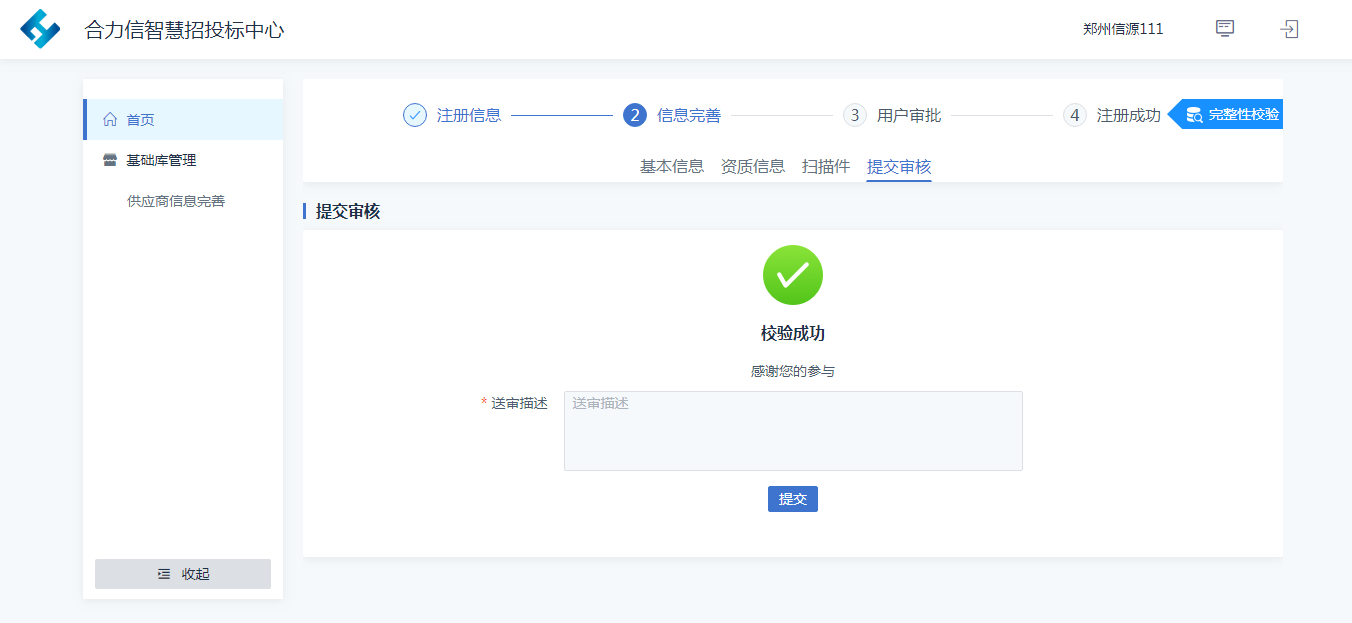 合力信智慧招投标中心
郑州信源111
首页
基础库管理
供应商信息完善
收起
注册信息
2 信息完善
3 用户审批
4 注册成功
完整性校验
基本信息 资质信息 扫描件 提交审核
提交审核
校验成功
感谢您的参与
* 送审描述
送审描述
提交